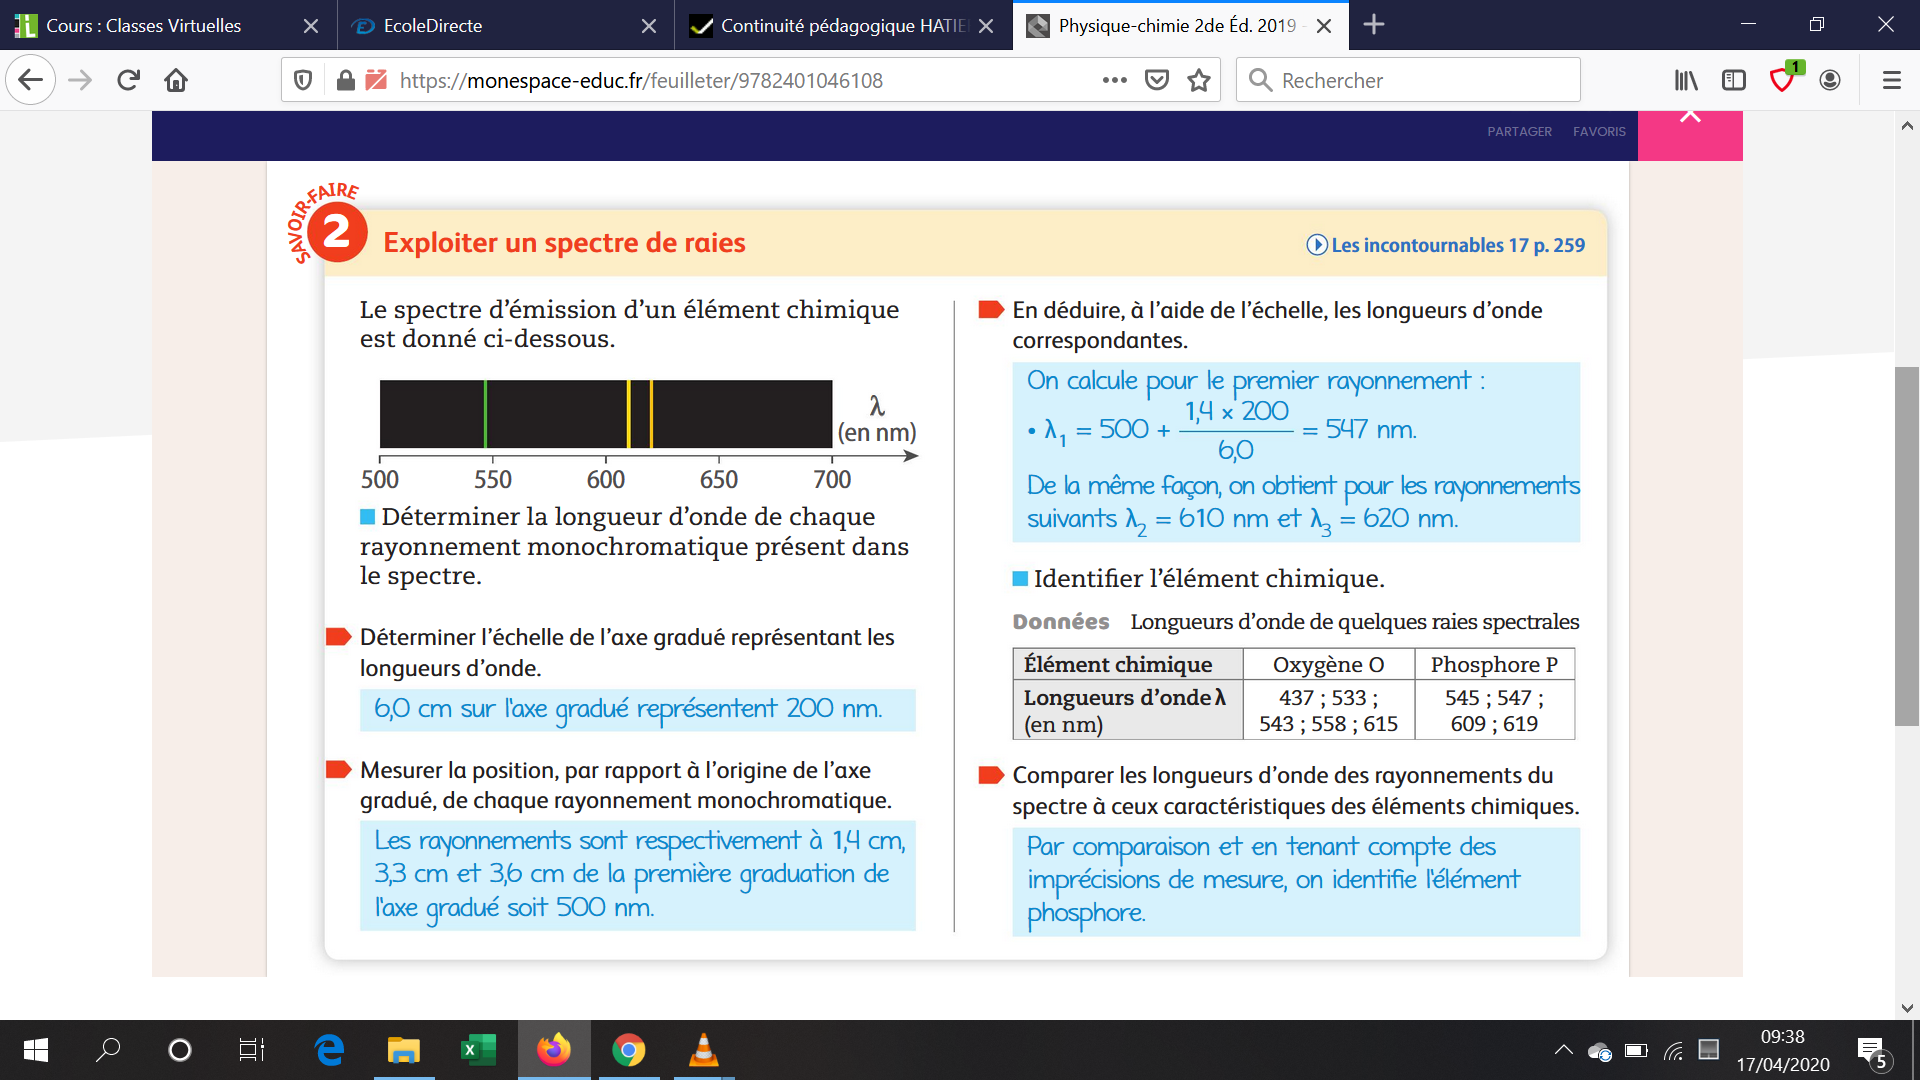 Cours : Classes Virtuelles
EcoleDirecte
Continuité pédagogique HATIE
Physique-chimie 2de Éd. 2019 -
https://monespace-educ.fr/feuilleter/9782401046108
Rechercher
1
PARTAGER FAVORIS
SAVOIR-FAIRE
2
Exploiter un spectre de raies
Les incontournables 17 p. 259
Le spectre d'émission d'un élément chimique
est donné ci-dessous.
λ
(en nm)
500 550 600 650 700
Déterminer la longueur d'onde de chaque
rayonnement monochromatique présent dans
le spectre.
Déterminer l'échelle de l'axe gradué représentant les
longueurs d'onde.
6,0 cm sur l'axe gradué représentent 200 nm.
Mesurer la position, par rapport à l'origine de l'axe
gradué, de chaque rayonnement monochromatique.
Les rayonnements sont respectivement à 1,4 cm,
3,3 cm et 3,6 cm de la première graduation de
l'axe gradué soit 500 nm.
En déduire, à l'aide de l'échelle, les longueurs d'onde
correspondantes.
On calcule pour le premier rayonnement :
• λ1 = 500 + 1,4 × 200 / 6,0 = 547 nm.
De la même façon, on obtient pour les rayonnements
suivants λ2 = 610 nm et λ3 = 620 nm.
Identifier l'élément chimique.
Données Longueurs d'onde de quelques raies spectrales
Élément chimique Oxygène O Phosphore P
Longueurs d'onde λ 437 ; 533 ; 545 ; 547 ;
(en nm) 543 ; 558 ; 615 609 ; 619
Comparer les longueurs d'onde des rayonnements du
spectre à ceux caractéristiques des éléments chimiques.
Par comparaison et en tenant compte des
imprécisions de mesure, on identifie l'élément
phosphore.
09:38
17/04/2020
5